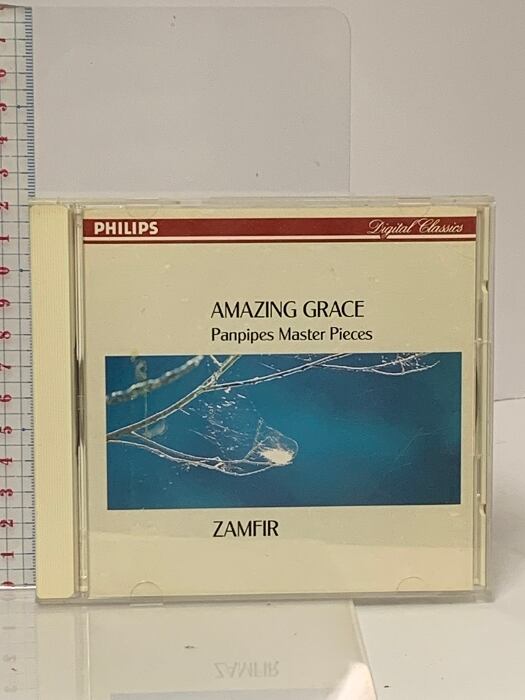 PHILIPS
Digital Classics
AMAZING GRACE
Panpipes Master Pieces
ZAMFIR